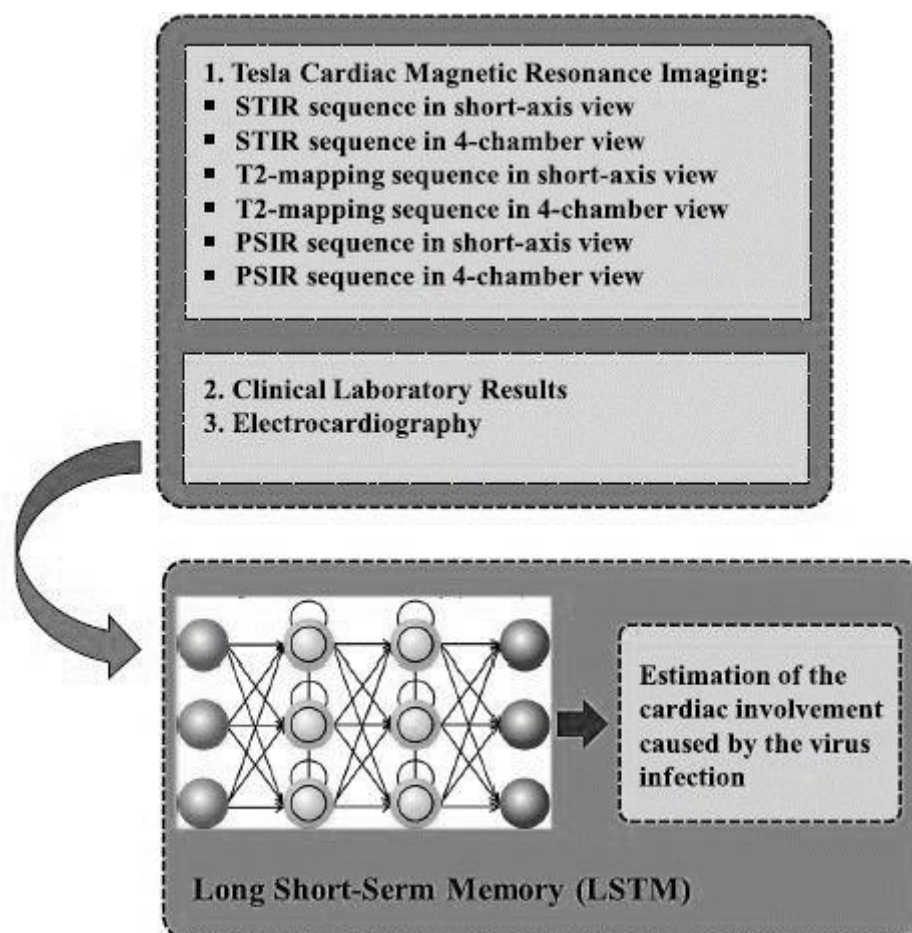 1. Tesla Cardiac Magnetic Resonance Imaging:
▪ STIR sequence in short-axis view
▪ STIR sequence in 4-chamber view
▪ T2-mapping sequence in short-axis view
▪ T2-mapping sequence in 4-chamber view
▪ PSIR sequence in short-axis view
▪ PSIR sequence in 4-chamber view
2. Clinical Laboratory Results
3. Electrocardiography
Estimation of the
cardiac involvement
caused by the virus
infection
Long Short-Serm Memory (LSTM)